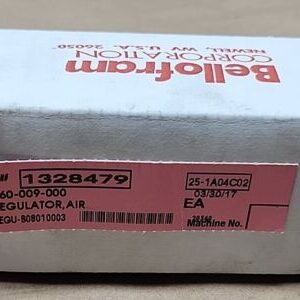 Bellofram
CORPORATION
NEWELL, WV U.S.A. 26050
# 1328479
60-009-000
EGULATOR,AIR
EGU-808010003
25-1A04C02
03/30/17
EA
Machine No.